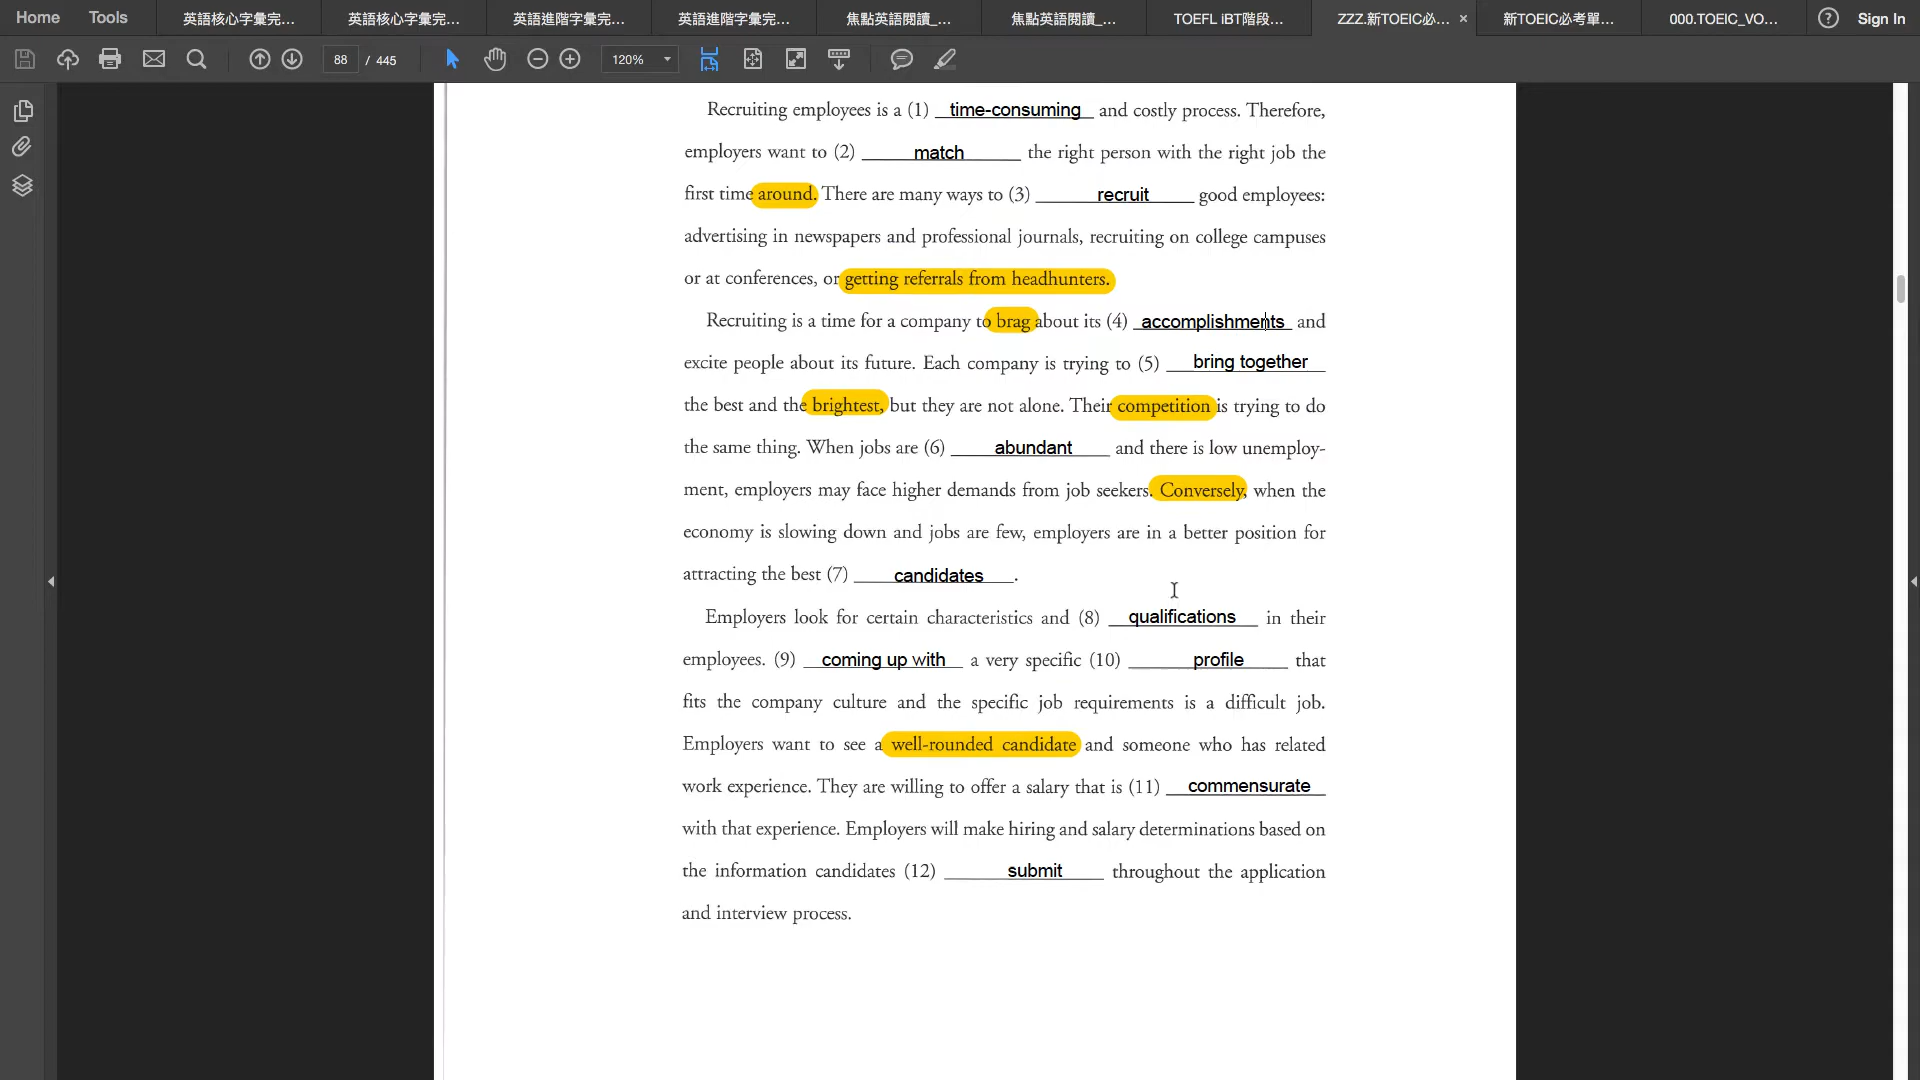 Home Tools 英語核心字彙完... 英語核心字彙完... 英語進階字彙完... 英語進階字彙完... 焦點英語閱讀_... 焦點英語閱讀_... TOEFL iBT階段... ZZZ.新TOEIC必... × 新TOEIC必考單... 000.TOEIC_VO... ? Sign In
88 / 445 120%
Recruiting employees is a (1) time-consuming and costly process. Therefore,
employers want to (2) match the right person with the right job the
first time around. There are many ways to (3) recruit good employees:
advertising in newspapers and professional journals, recruiting on college campuses
or at conferences, or getting referrals from headhunters.
Recruiting is a time for a company to brag about its (4) accomplishments and
excite people about its future. Each company is trying to (5) bring together
the best and the brightest, but they are not alone. Their competition is trying to do
the same thing. When jobs are (6) abundant and there is low unemploy-
ment, employers may face higher demands from job seekers. Conversely, when the
economy is slowing down and jobs are few, employers are in a better position for
attracting the best (7) candidates.
Employers look for certain characteristics and (8) qualifications in their
employees. (9) coming up with a very specific (10) profile that
fits the company culture and the specific job requirements is a difficult job.
Employers want to see a well-rounded candidate and someone who has related
work experience. They are willing to offer a salary that is (11) commensurate
with that experience. Employers will make hiring and salary determinations based on
the information candidates (12) submit throughout the application
and interview process.